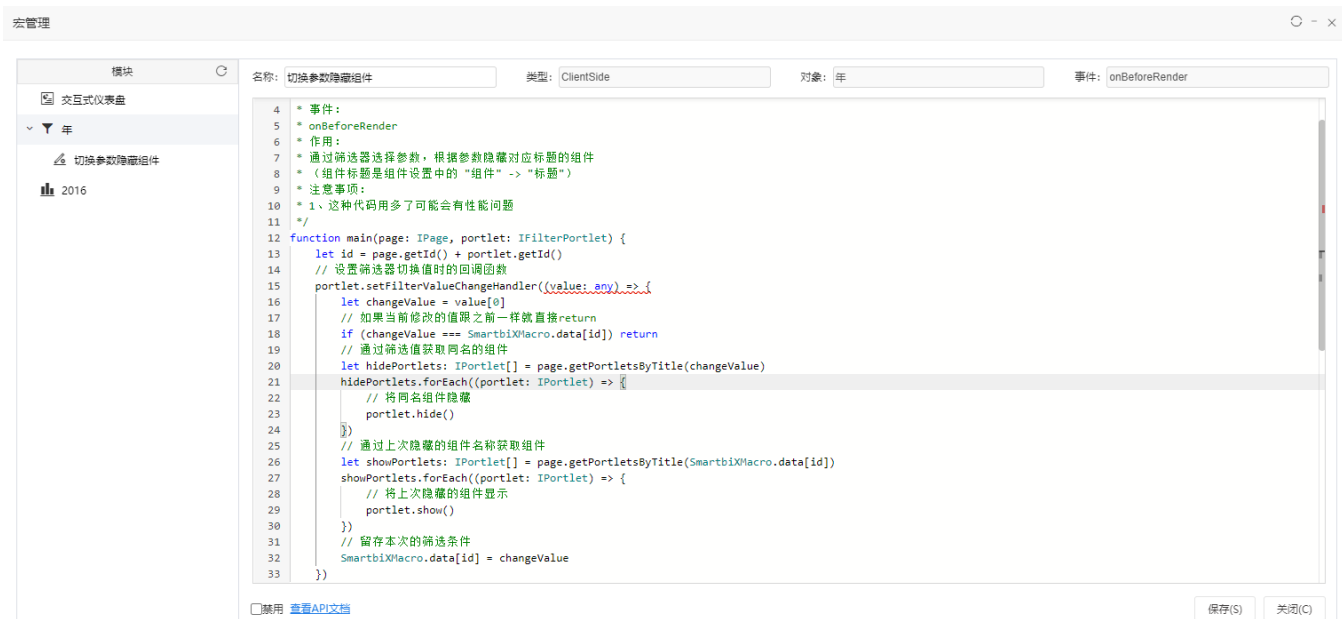 宏管理
模块
交互式仪表盘
年
切换参数隐藏组件
2016
名称: 切换参数隐藏组件 类型: ClientSide 对象: 年 事件: onBeforeRender
4 * 事件:
5 * onBeforeRender
6 * 作用:
7 * 通过筛选器选择参数，根据参数隐藏对应标题的组件
8 * （组件标题是组件设置中的 "组件" -> "标题"）
9 * 注意事项:
10 * 1、这种代码用多了可能会有性能问题
11 */
12 function main(page: IPage, portlet: IFilterPortlet) {
13 let id = page.getId() + portlet.getId()
14 // 设置筛选器切换值时的回调函数
15 portlet.setFilterValueChangeHandler((value: any) => {
16 let changeValue = value[0]
17 // 如果当前修改的值跟之前一样就直接return
18 if (changeValue === SmartbiXMacro.data[id]) return
19 // 通过筛选值获取同名的组件
20 let hidePortlets: IPortlet[] = page.getPortletsByTitle(changeValue)
21 hidePortlets.forEach((portlet: IPortlet) => {
22 // 将同名组件隐藏
23 portlet.hide()
24 })
25 // 通过上次隐藏的组件名称获取组件
26 let showPortlets: IPortlet[] = page.getPortletsByTitle(SmartbiXMacro.data[id])
27 showPortlets.forEach((portlet: IPortlet) => {
28 // 将上次隐藏的组件显示
29 portlet.show()
30 })
31 // 留存本次的筛选条件
32 SmartbiXMacro.data[id] = changeValue
33 })
禁用 查看API文档 保存(S) 关闭(C)